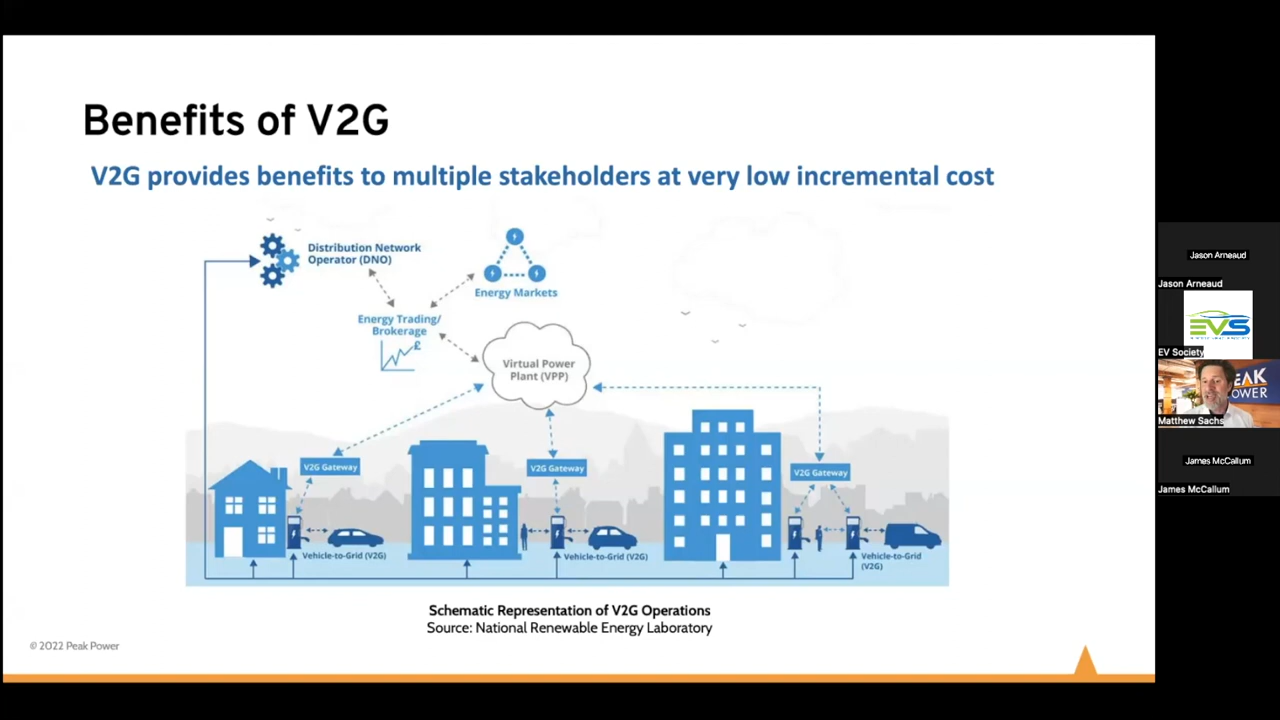 Benefits of V2G
V2G provides benefits to multiple stakeholders at very low incremental cost
Distribution Network
Operator (DNO)
Energy Markets
Energy Trading/
Brokerage
£
Virtual Power
Plant (VPP)
V2G Gateway
V2G Gateway
V2G Gateway
Vehicle-to-Grid (V2G)
Vehicle-to-Grid (V2G)
Vehicle-to-Grid
(V2G)
Schematic Representation of V2G Operations
Source: National Renewable Energy Laboratory
© 2022 Peak Power
Jason Arneaud
Jason Arneaud
EVS
EV Society
EAK
POWER
Matthew Sachs
James McCallum
James McCallum